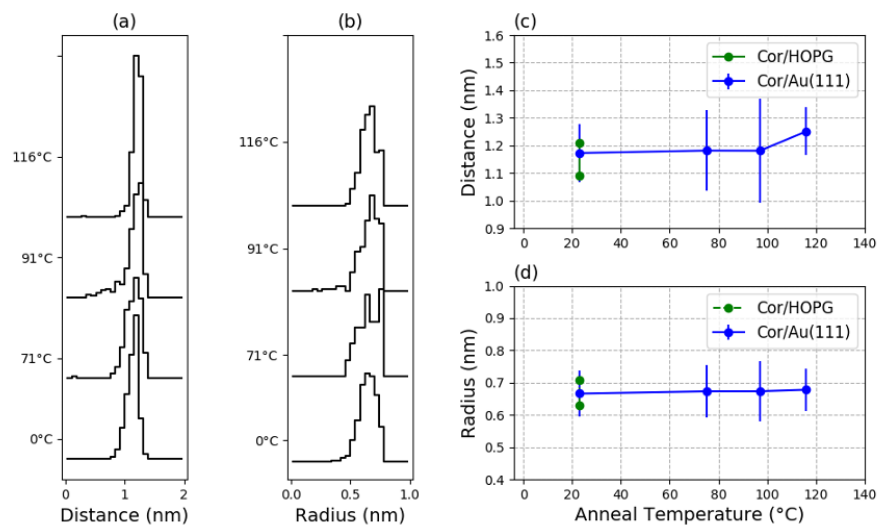 (a)
116°C
91°C
71°C
0°C
0 1 2
Distance (nm)
(b)
116°C
91°C
71°C
0°C
0.0 0.5 1.0
Radius (nm)
(c)
Distance (nm)
1.6
1.5
1.4
1.3
1.2
1.1
1.0
0.9
Cor/HOPG
Cor/Au(111)
0 20 40 60 80 100 120 140
(d)
Radius (nm)
1.0
0.9
0.8
0.7
0.6
0.5
0.4
Cor/HOPG
Cor/Au(111)
0 20 40 60 80 100 120 140
Anneal Temperature (°C)